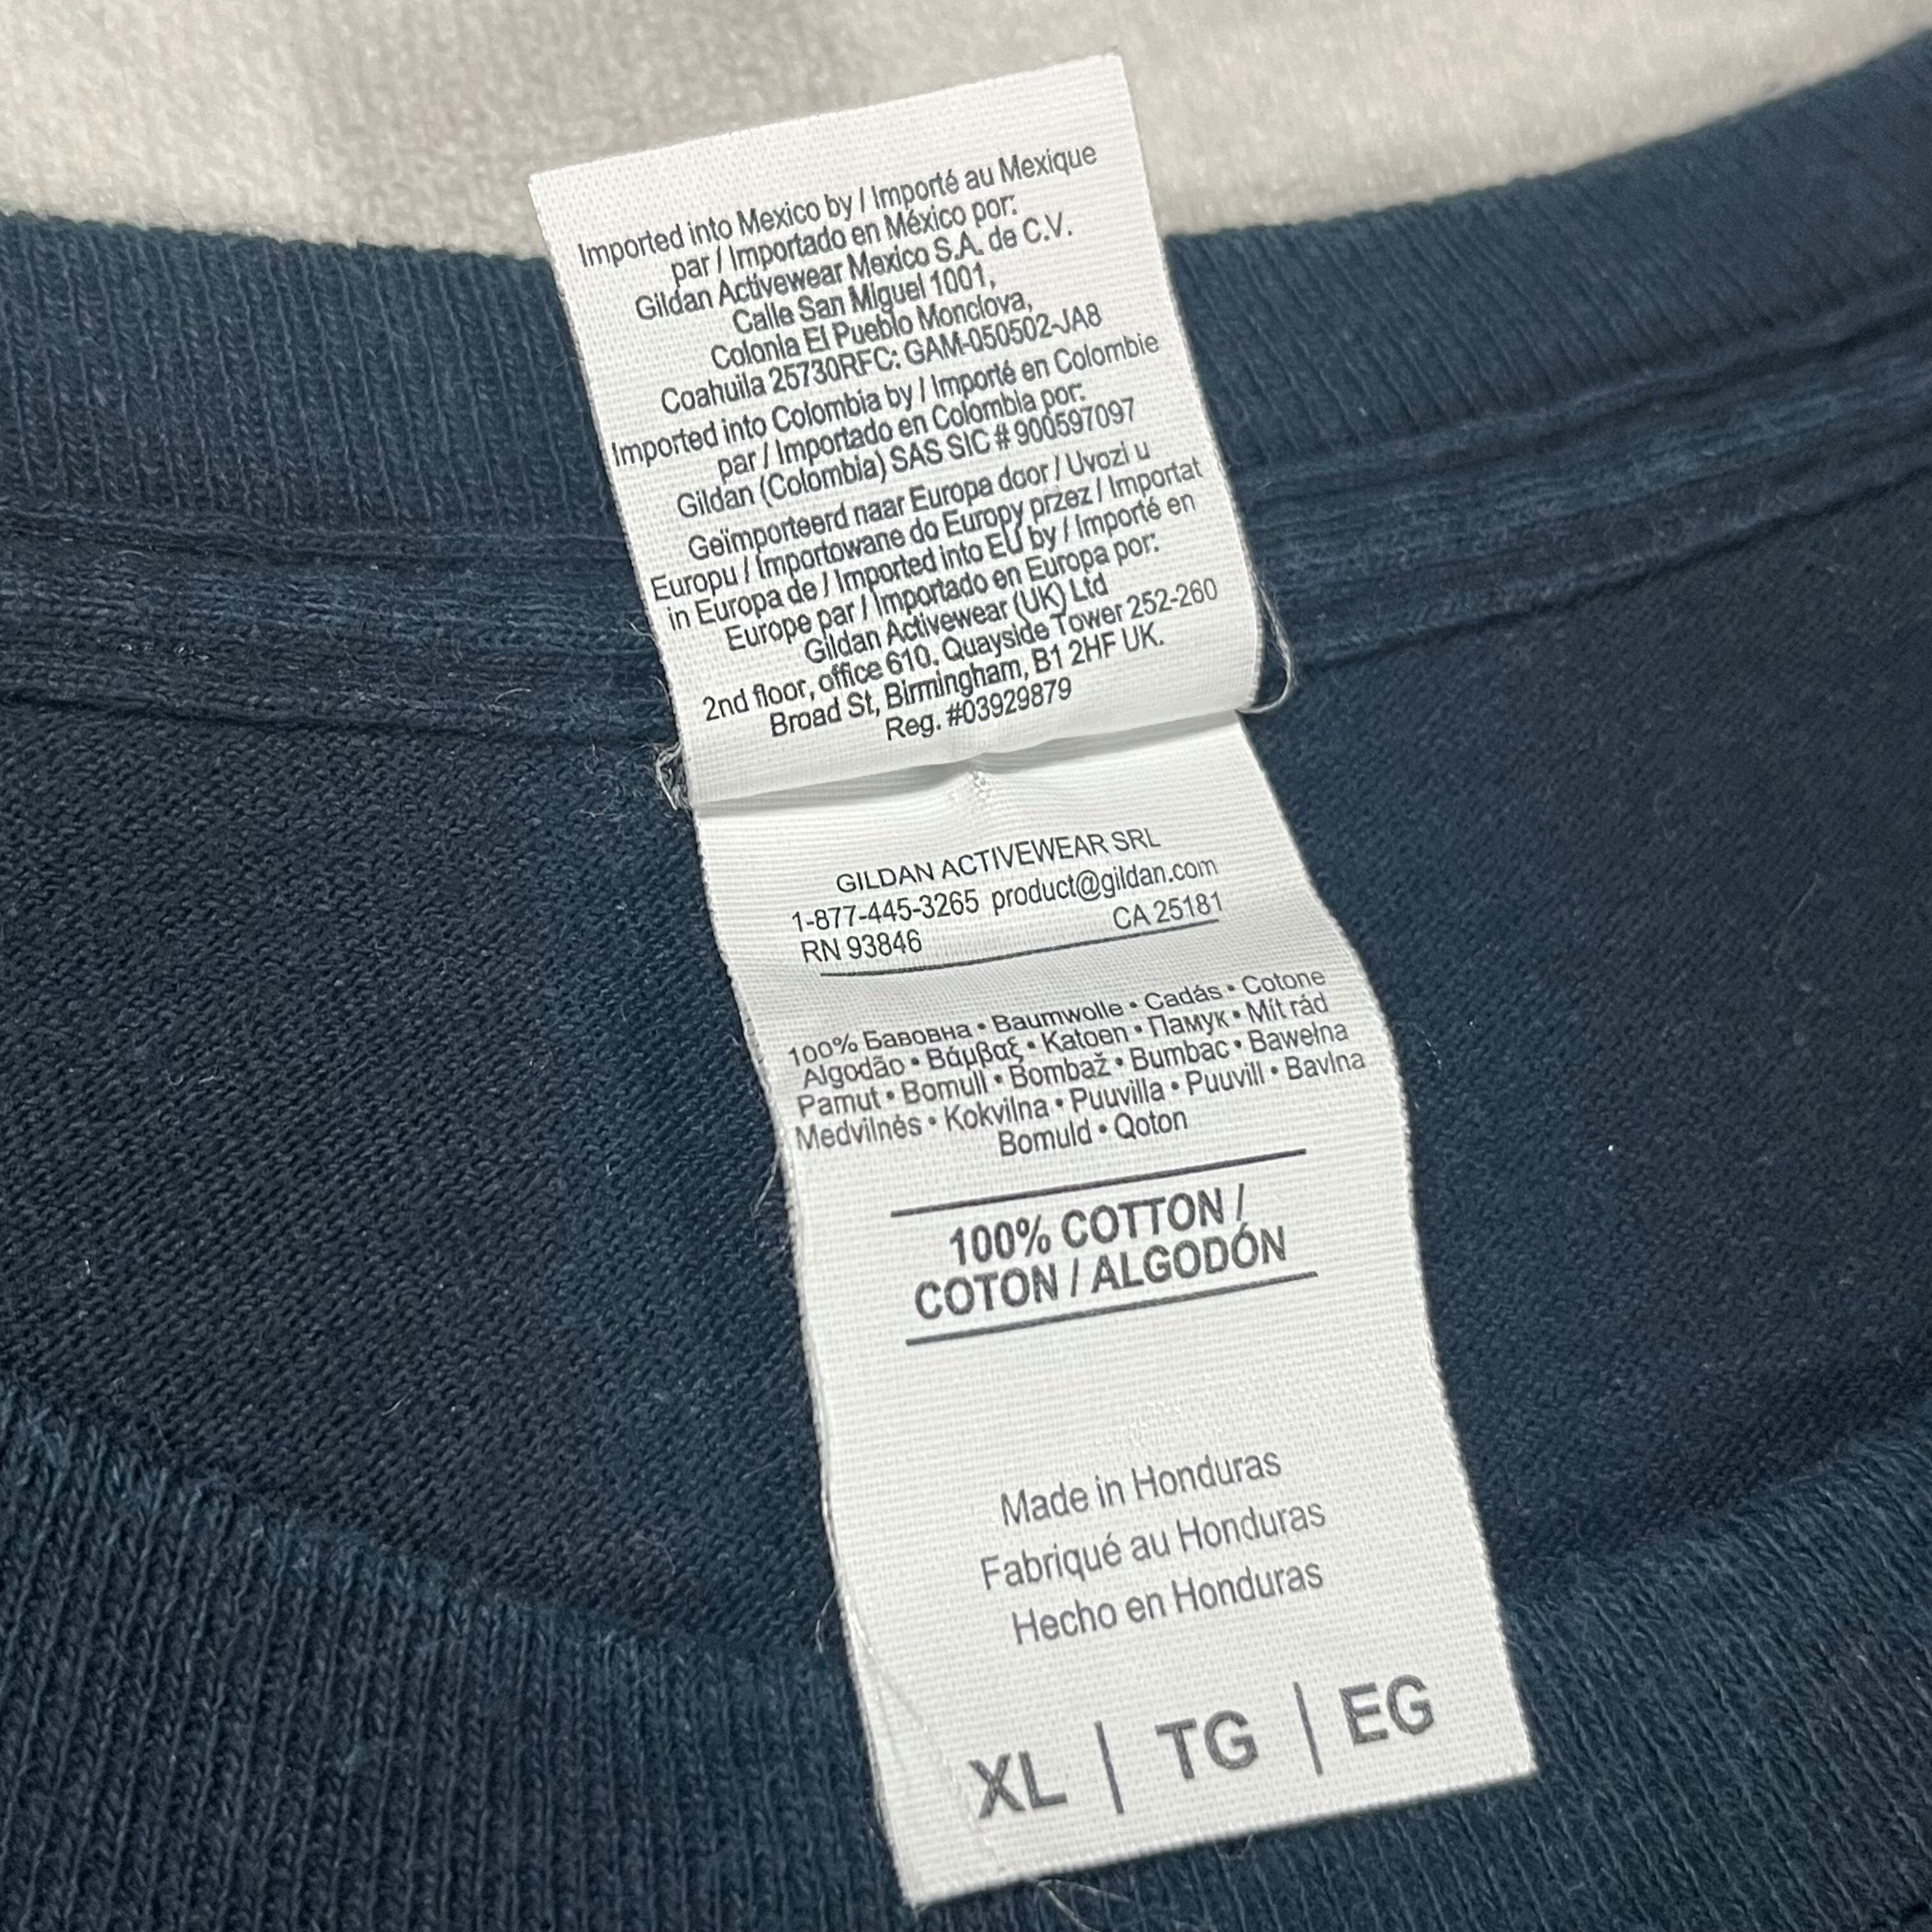 Imported into Mexico by / Importé au Mexique
par / Importado en México por:
Gildan Activewear Mexico S.A. de C.V.
Calle San Miguel 1001,
Colonia El Pueblo Monclova,
Coahuila 25730RFC: GAM-050502-JA8
Imported into Colombia by / Importé en Colombie
par / Importado en Colombia por:
Gildan (Colombia) SAS SIC # 900597097
Geïmporteerd naar Europa door / Uvozi u
Europu / Importowane do Europy przez / Importat
in Europa de / Imported into EU by / Importé en
Europe par / Importado en Europa por:
Gildan Activewear (UK) Ltd
2nd floor, office 610, Quayside Tower 252-260
Broad St, Birmingham, B1 2HF UK.
Reg. #03929879
GILDAN ACTIVEWEAR SRL
1-877-445-3265 product@gildan.com
RN 93846 CA 25181
100% Бавовна • Baumwolle • Cadás • Cotone
Algodão • Βάμβαξ • Katoen • Памук • Mít rád
Pamut • Bomull • Bombaž • Bumbac • Bawełna
Medvilnés • Kokvilna • Puuvilla • Puuvill • Bavlna
Bomuld • Qoton
100% COTTON /
COTON / ALGODÓN
Made in Honduras
Fabriqué au Honduras
Hecho en Honduras
XL | TG | EG